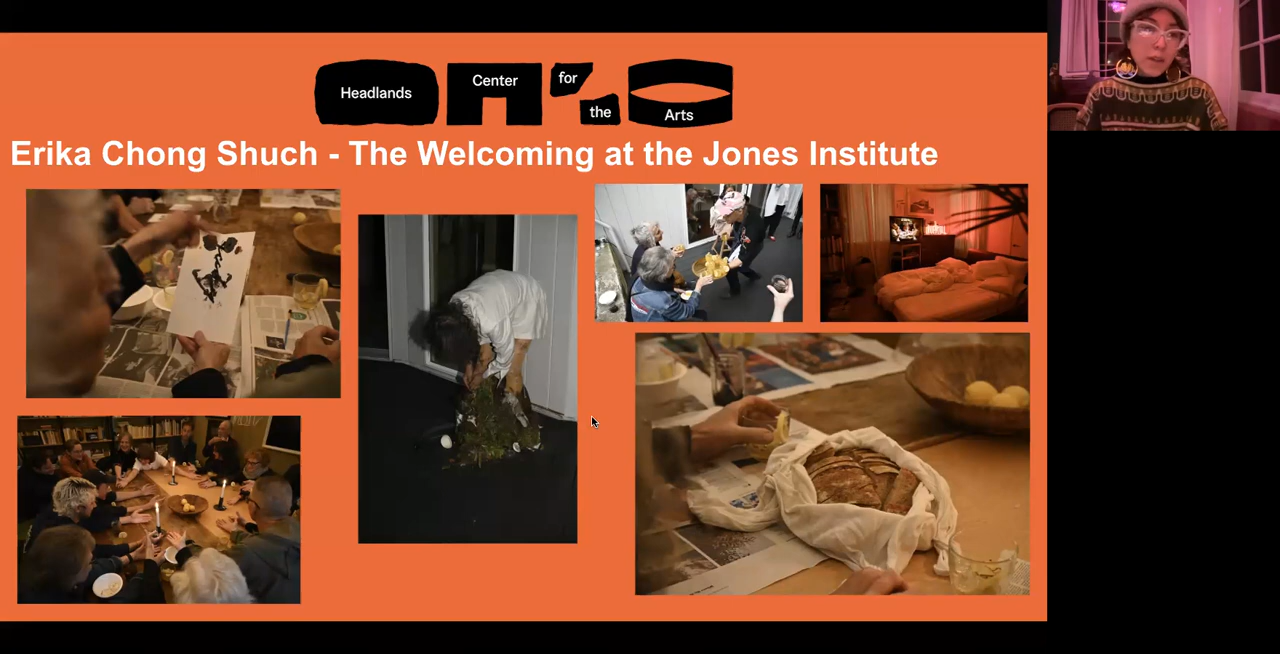 Headlands Center for the Arts
Erika Chong Shuch - The Welcoming at the Jones Institute